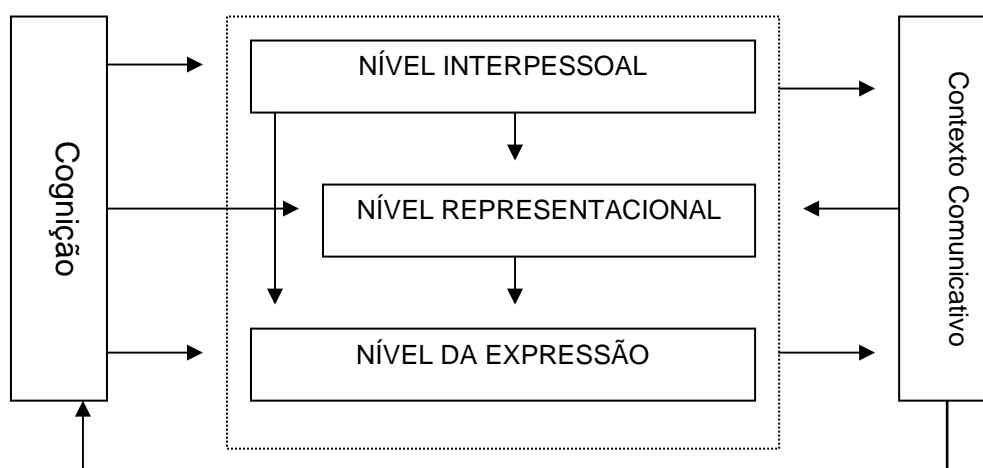 Cognição
NÍVEL INTERPESSOAL
NÍVEL REPRESENTACIONAL
NÍVEL DA EXPRESSÃO
Contexto Comunicativo